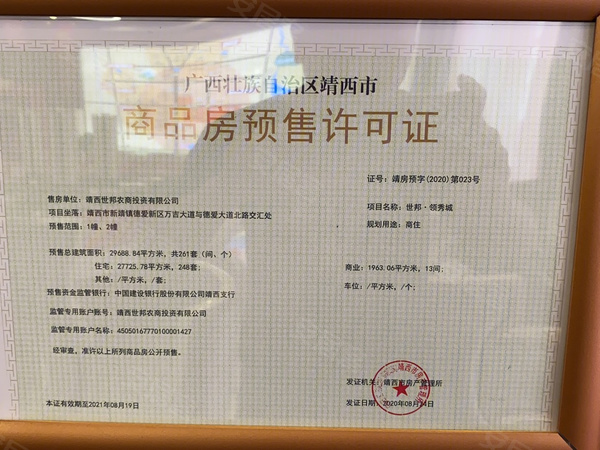 广西壮族自治区靖西市
商品房预售许可证
证号：靖房预字(2020)第023号
售房单位：靖西世邦农商投资有限公司
项目名称：世邦·领秀城
项目坐落：靖西市新靖镇德爱新区万吉大道与德爱大道北路交汇处
规划用途：商住
预售范围：1幢、2幢
预售总建筑面积：29688.84平方米，共261套（间、个）
住宅：27725.78平方米，248套；
商业：1963.06平方米，13间；
其他：/平方米，/套；
车位：/平方米，/个；
预售资金监管银行：中国建设银行股份有限公司靖西支行
监管专用账户账号：靖西世邦农商投资有限公司
监管专用账户名称：45050167770100001427
经审查，准许以上所列商品房公开预售。
发证机关：靖西市房产管理所
本证有效期至2021年08月19日
发证日期：2020年08月24日